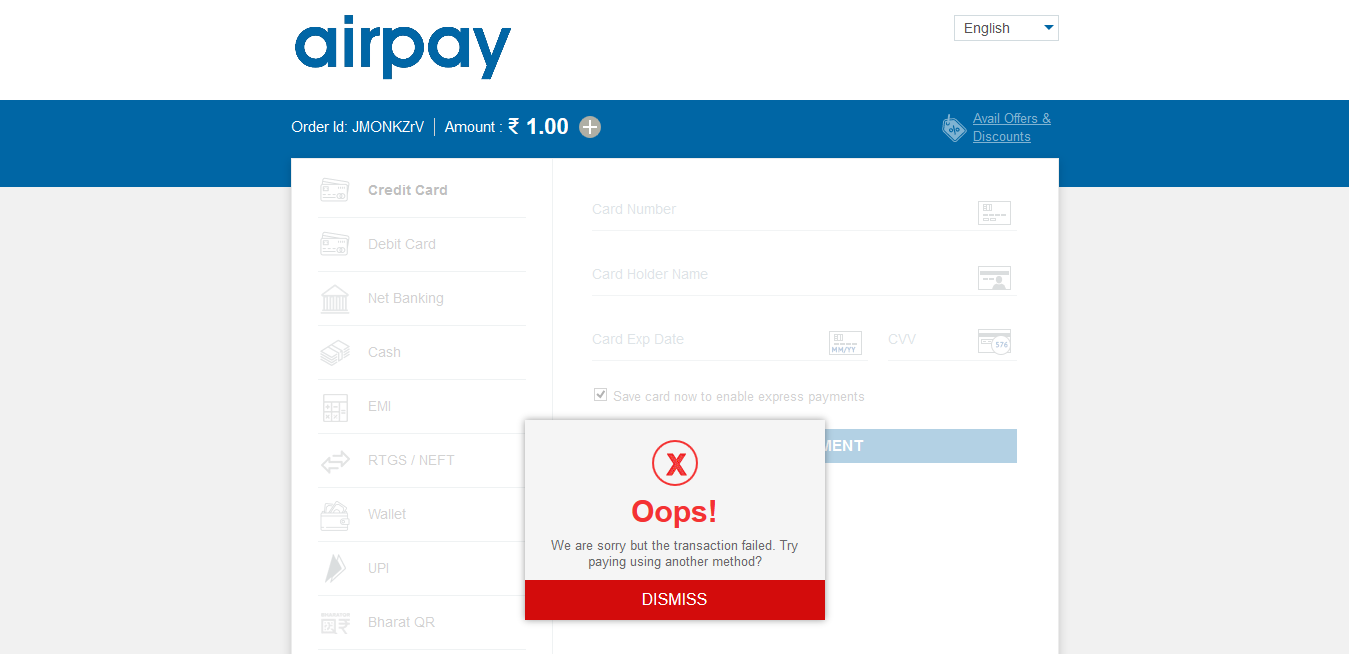 airpay
English
Order Id: JMONKZrV
Amount : ₹ 1.00
Avail Offers &
Discounts
Credit Card
Debit Card
Net Banking
Cash
EMI
RTGS / NEFT
Wallet
UPI
Bharat QR
Card Number
Card Holder Name
Card Exp Date
MM/YY
CVV
576
Save card now to enable express payments
MENT
X
Oops!
We are sorry but the transaction failed. Try
paying using another method?
DISMISS